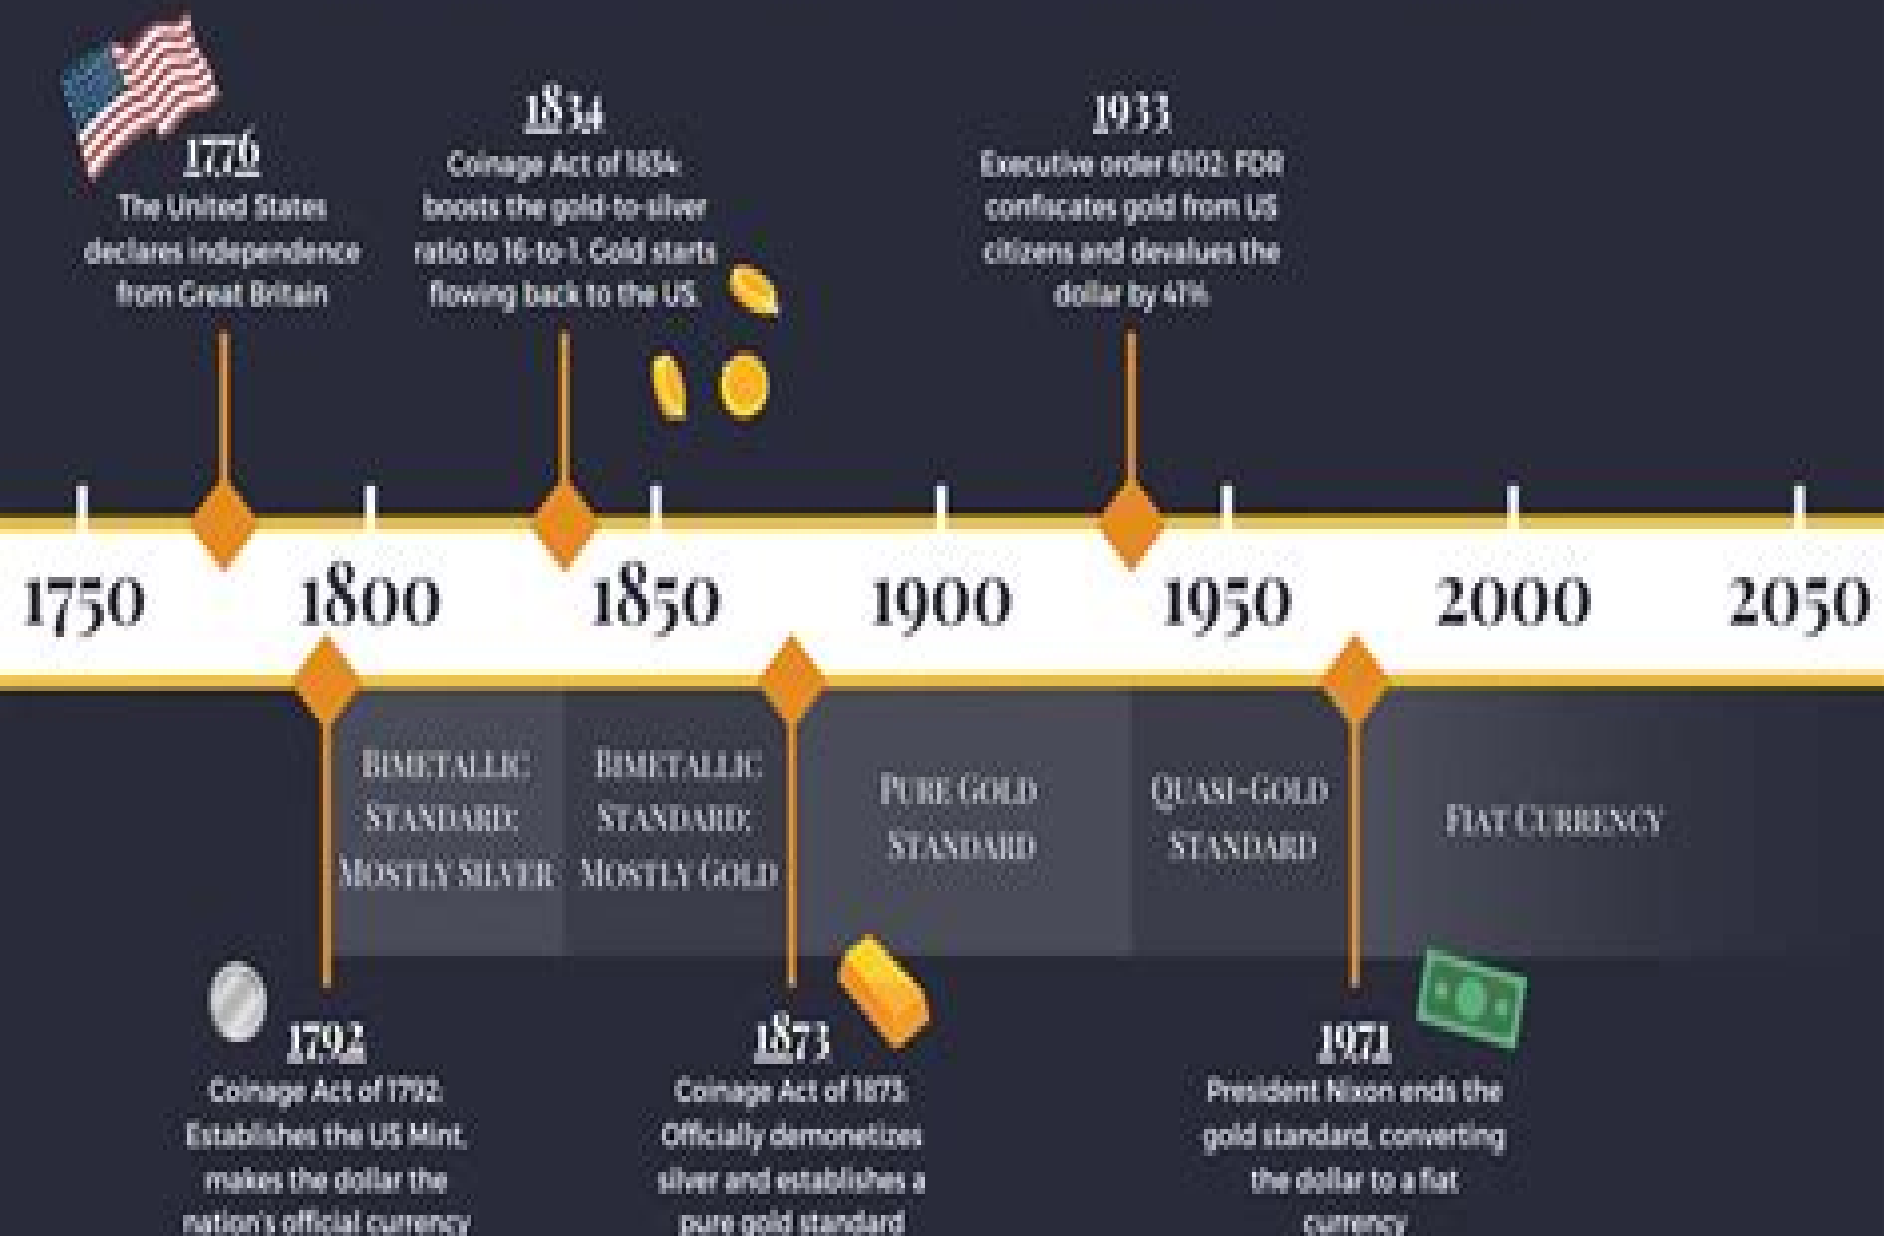 1776
The United States
declares independence
from Great Britain
1834
Coinage Act of 1834:
boosts the gold-to-silver
ratio to 16-to-1. Gold starts
flowing back to the US.
1933
Executive order 6102: FDR
confiscates gold from US
citizens and devalues the
dollar by 41%
1750 1800 1850 1900 1950 2000 2050
BIMETALLIC
STANDARD:
MOSTLY SILVER
BIMETALLIC
STANDARD:
MOSTLY GOLD
PURE GOLD
STANDARD
QUASI-GOLD
STANDARD
FIAT CURRENCY
1792
Coinage Act of 1792:
Establishes the US Mint,
makes the dollar the
nation's official currency
1873
Coinage Act of 1873:
Officially demonetizes
silver and establishes a
pure gold standard
1971
President Nixon ends the
gold standard, converting
the dollar to a fiat
currency